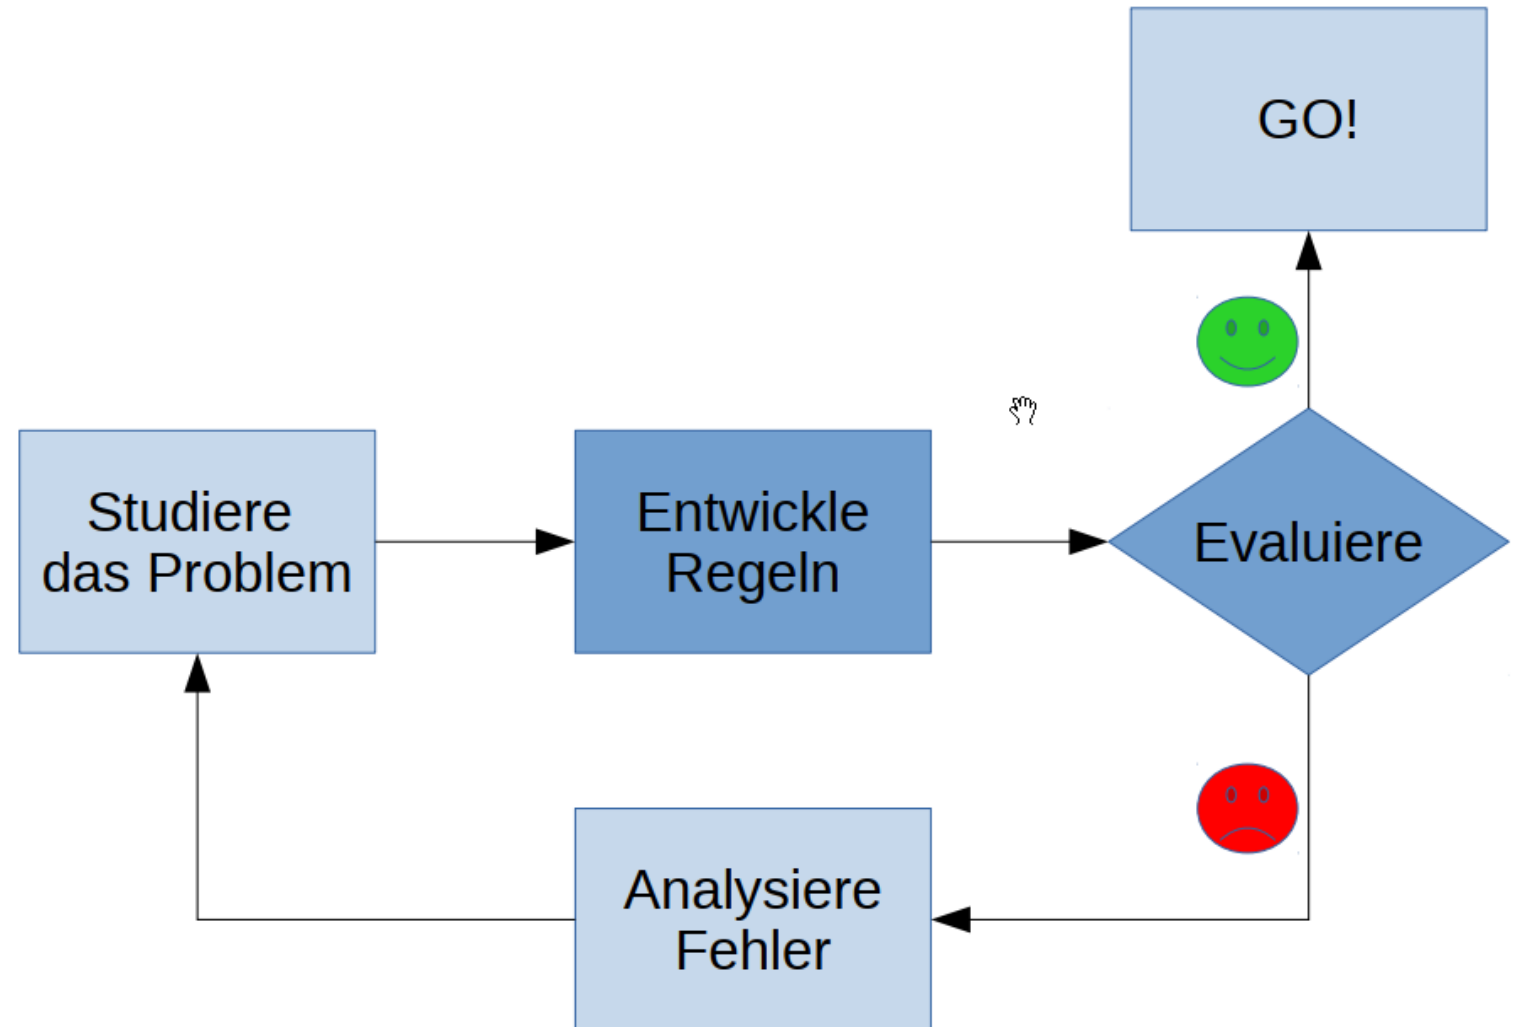 GO!
Studiere
das Problem
Entwickle
Regeln
Evaluiere
Analysiere
Fehler